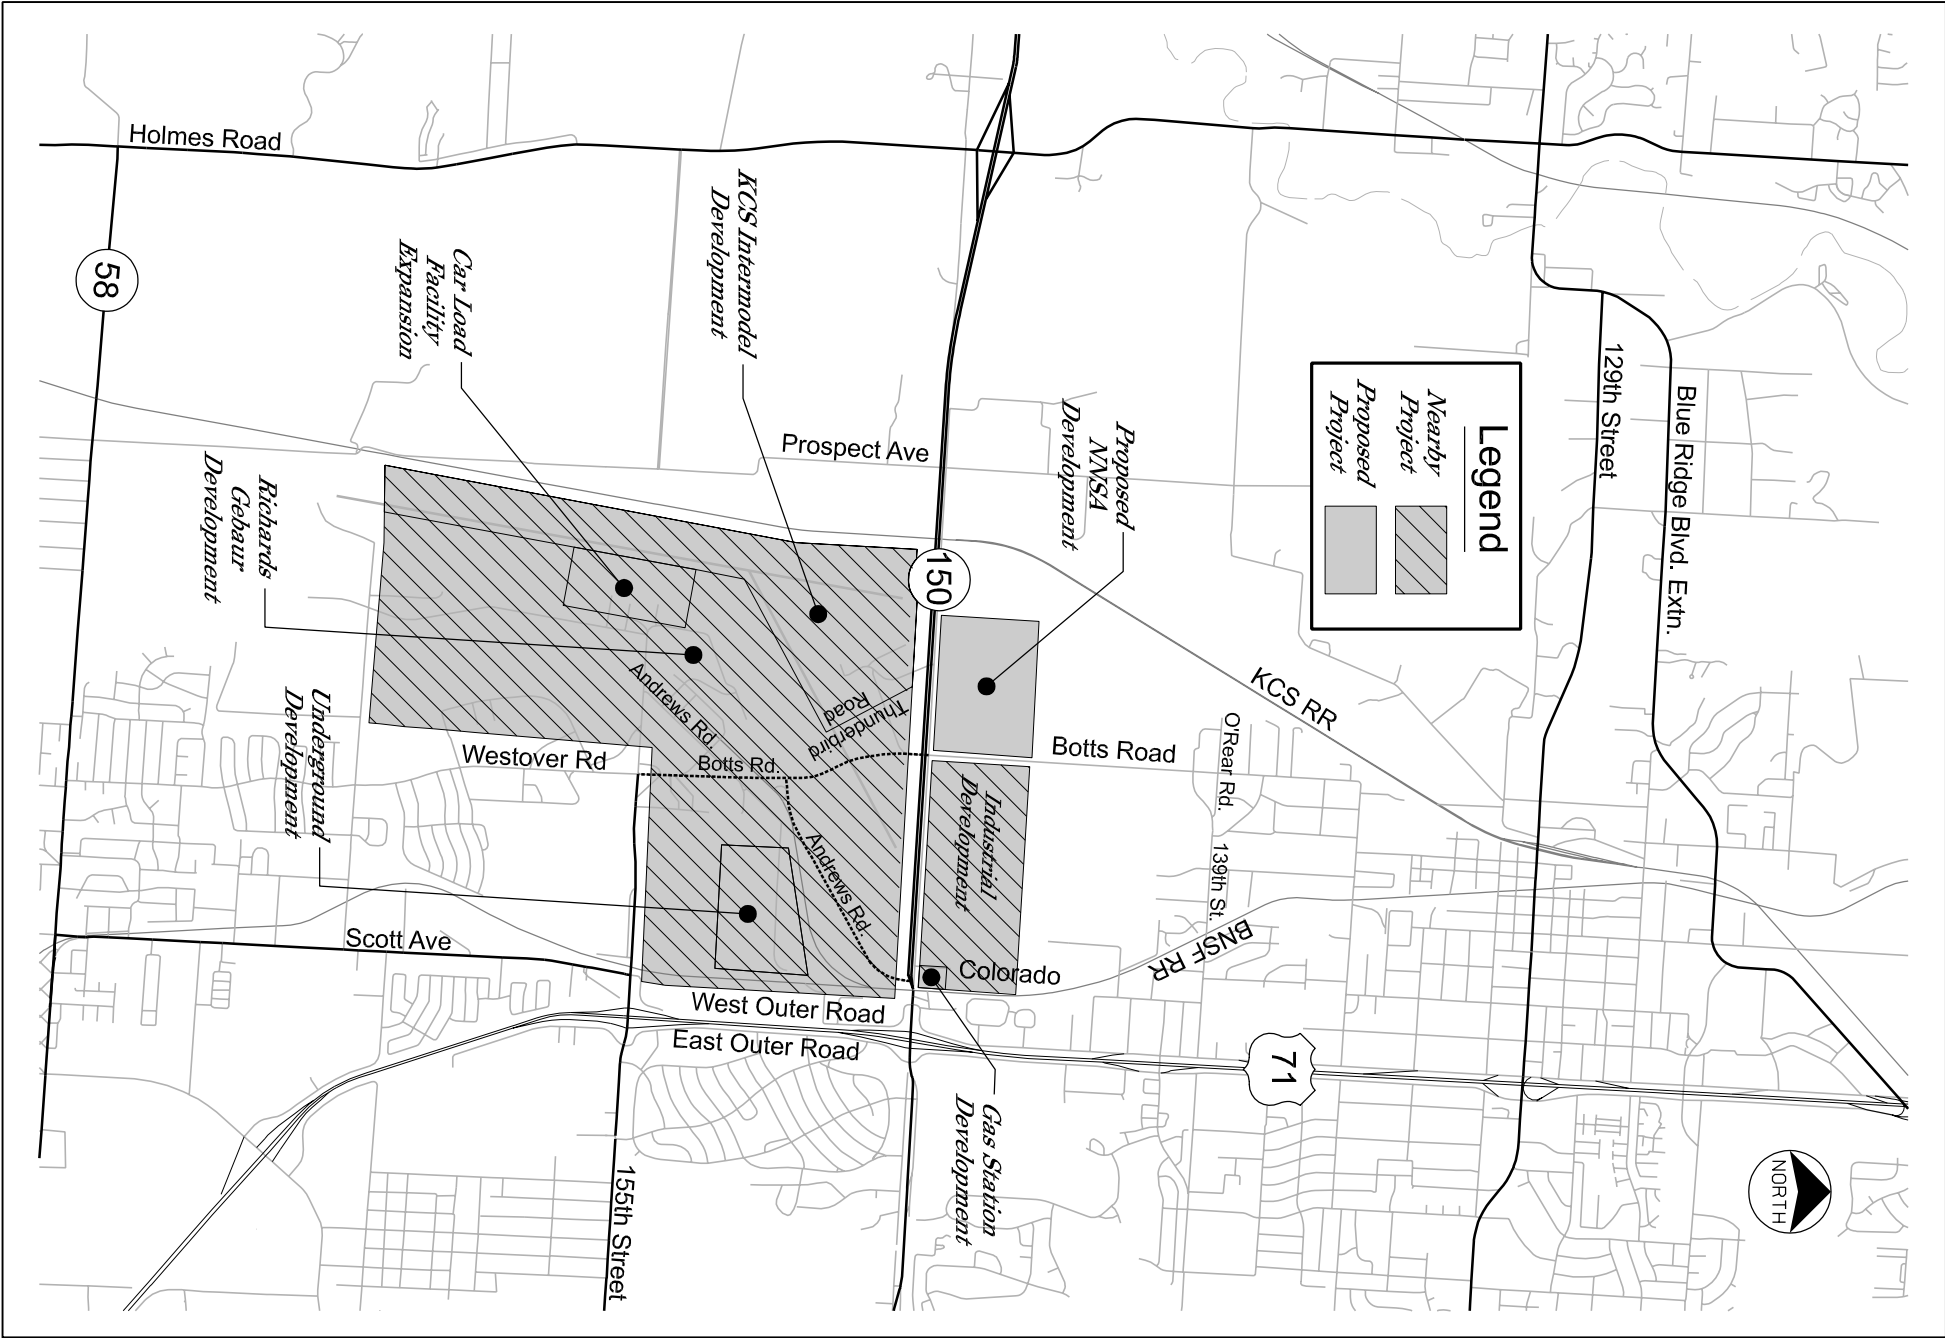 Holmes Road
58
KCS Intermodel
Development
Car Load
Facility
Expansion
Prospect Ave
Richards
Gebaur
Development
150
Proposed
NNSA
Development
Legend
Nearby
Project
Proposed
Project
129th Street
Blue Ridge Blvd. Extn.
KCS RR
Andrews Rd.
Thunderbird
Road
Westover Rd
Botts Rd.
Botts Road
O'Rear Rd.
139th St.
Underground
Development
Andrews Rd.
Industrial
Development
BNSF RR
Scott Ave
Colorado
West Outer Road
East Outer Road
71
Gas Station
Development
155th Street
NORTH